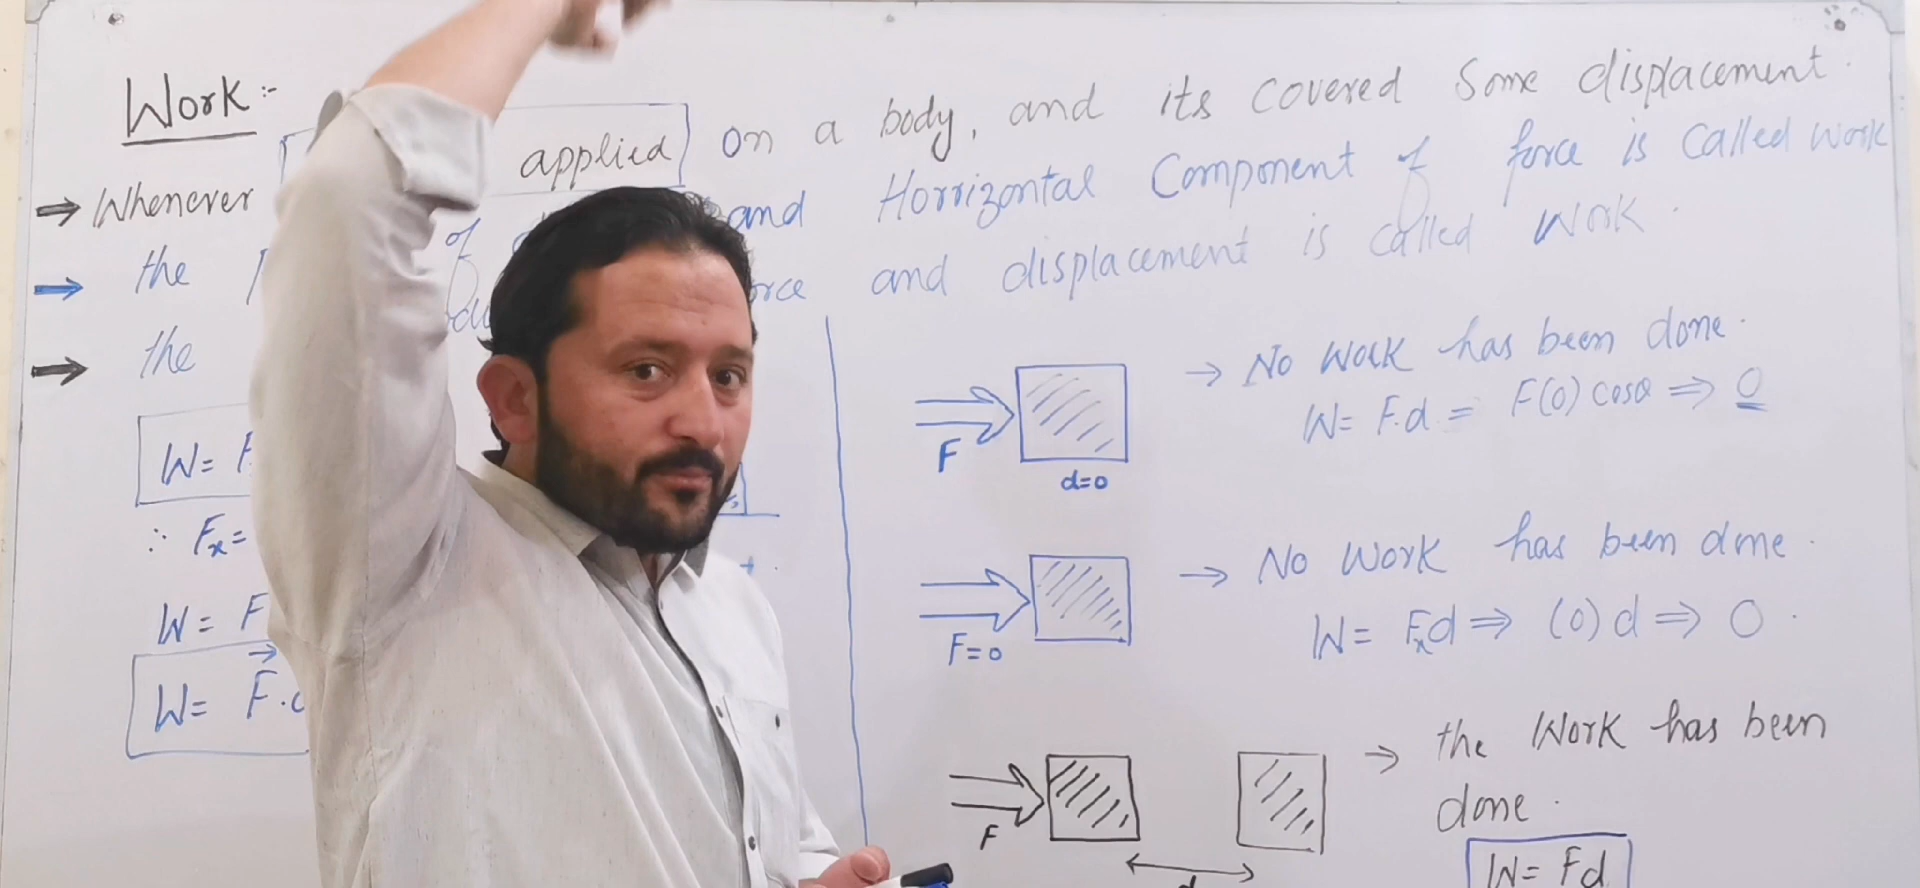 Work :-
⇒ Whenever applied on a body, and its covered Some displacement.
→ the of and Horrizontal Component of force is called work
→ the and displacement is called Work.
W=
∴ Fx=
W = F
W= F.
F
d=0
→ No Work has been done.
W= F.d = F(0) cosθ ⇒ 0
F=0
→ No Work has been done.
W= Fxd ⇒ (0) d ⇒ 0.
F
d
→ the Work has been
done.
W= Fd